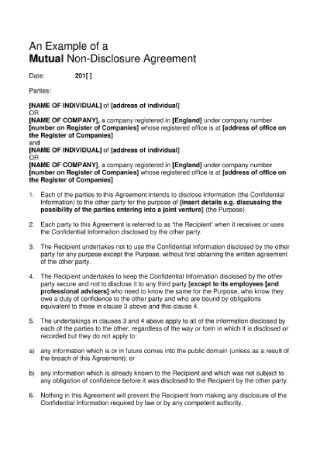 An Example of a
Mutual Non-Disclosure Agreement
Date: 201[ ]
Parties:
[NAME OF INDIVIDUAL] of [address of individual]
OR
[NAME OF COMPANY], a company registered in [England] under company number
[number on Register of Companies] whose registered office is at [address of office on
the Register of Companies]
and
[NAME OF INDIVIDUAL] of [address of individual]
OR
[NAME OF COMPANY], a company registered in [England] under company number
[number on Register of Companies] whose registered office is at [address of office on
the Register of Companies]
1. Each of the parties to this Agreement intends to disclose information (the Confidential
Information) to the other party for the purpose of [insert details e.g. discussing the
possibility of the parties entering into a joint venture] (the Purpose).
2. Each party to this Agreement is referred to as 'the Recipient' when it receives or uses
the Confidential Information disclosed by the other party.
3. The Recipient undertakes not to use the Confidential Information disclosed by the other
party for any purpose except the Purpose, without first obtaining the written agreement
of the other party.
4. The Recipient undertakes to keep the Confidential Information disclosed by the other
party secure and not to disclose it to any third party [except to its employees [and
professional advisers] who need to know the same for the Purpose, who know they
owe a duty of confidence to the other party and who are bound by obligations
equivalent to those in clause 3 above and this clause 4.
5. The undertakings in clauses 3 and 4 above apply to all of the information disclosed by
each of the parties to the other, regardless of the way or form in which it is disclosed or
recorded but they do not apply to:
a) any information which is or in future comes into the public domain (unless as a result of
the breach of this Agreement); or
b) any information which is already known to the Recipient and which was not subject to
any obligation of confidence before it was disclosed to the Recipient by the other party.
6. Nothing in this Agreement will prevent the Recipient from making any disclosure of the
Confidential Information required by law or by any competent authority.